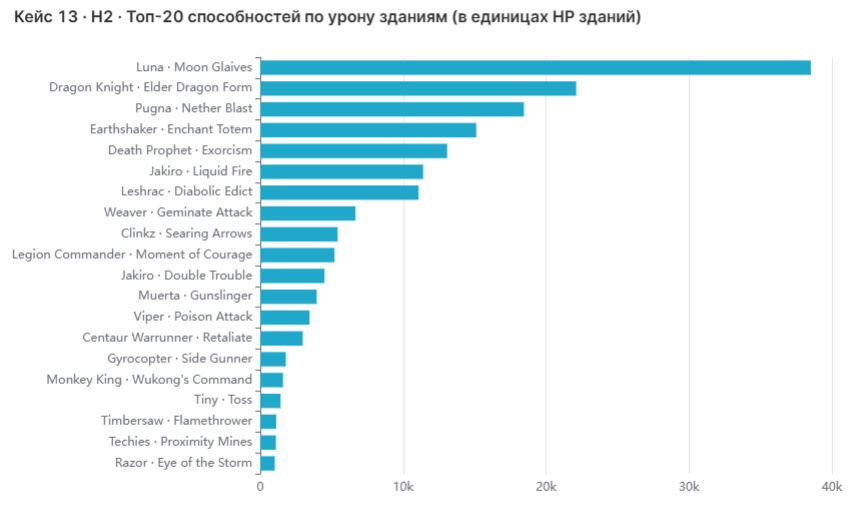 Кейс 13 · H2 · Топ-20 способностей по урону зданиям (в единицах HP зданий)
Luna · Moon Glaives
Dragon Knight · Elder Dragon Form
Pugna · Nether Blast
Earthshaker · Enchant Totem
Death Prophet · Exorcism
Jakiro · Liquid Fire
Leshrac · Diabolic Edict
Weaver · Geminate Attack
Clinkz · Searing Arrows
Legion Commander · Moment of Courage
Jakiro · Double Trouble
Muerta · Gunslinger
Viper · Poison Attack
Centaur Warrunner · Retaliate
Gyrocopter · Side Gunner
Monkey King · Wukong's Command
Tiny · Toss
Timbersaw · Flamethrower
Techies · Proximity Mines
Razor · Eye of the Storm
0 10k 20k 30k 40k